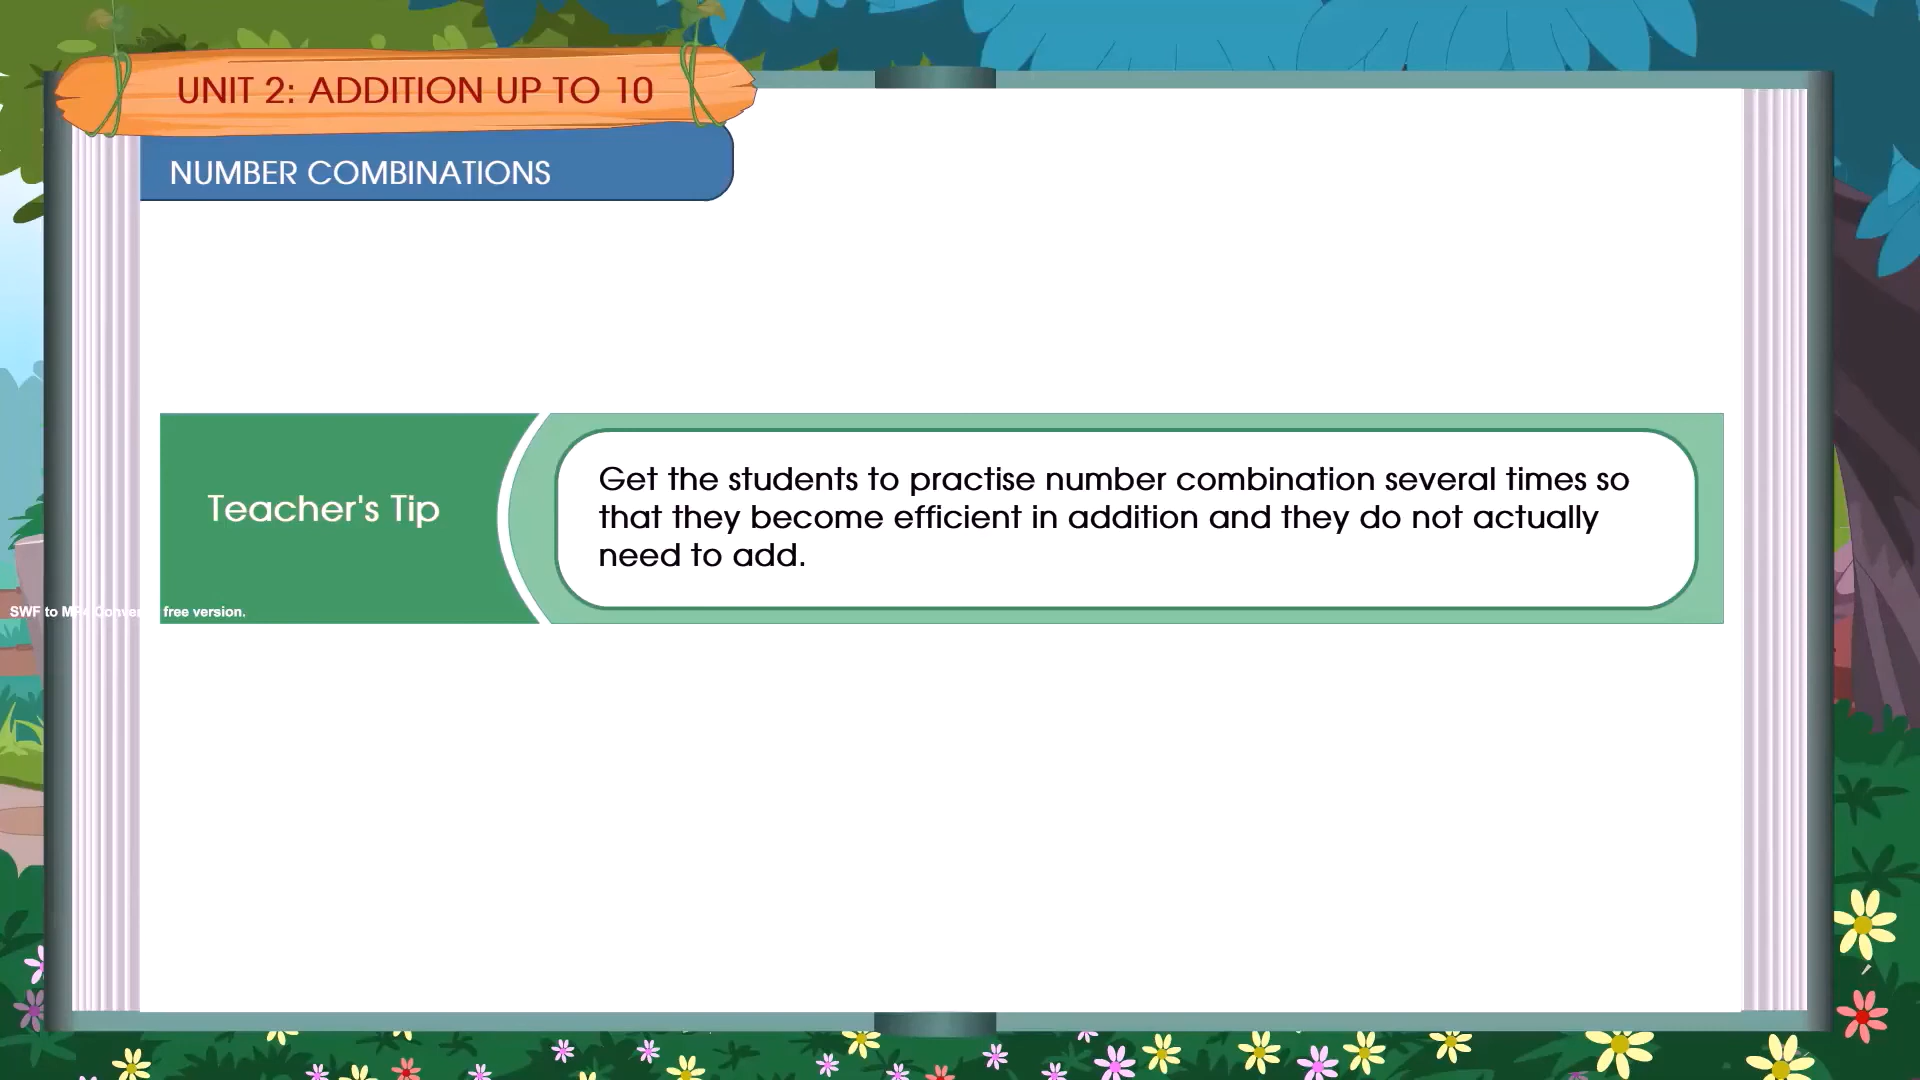 UNIT 2: ADDITION UP TO 10
NUMBER COMBINATIONS
Teacher's Tip
Get the students to practise number combination several times so
that they become efficient in addition and they do not actually
need to add.
SWF to MP4 Converter free version.